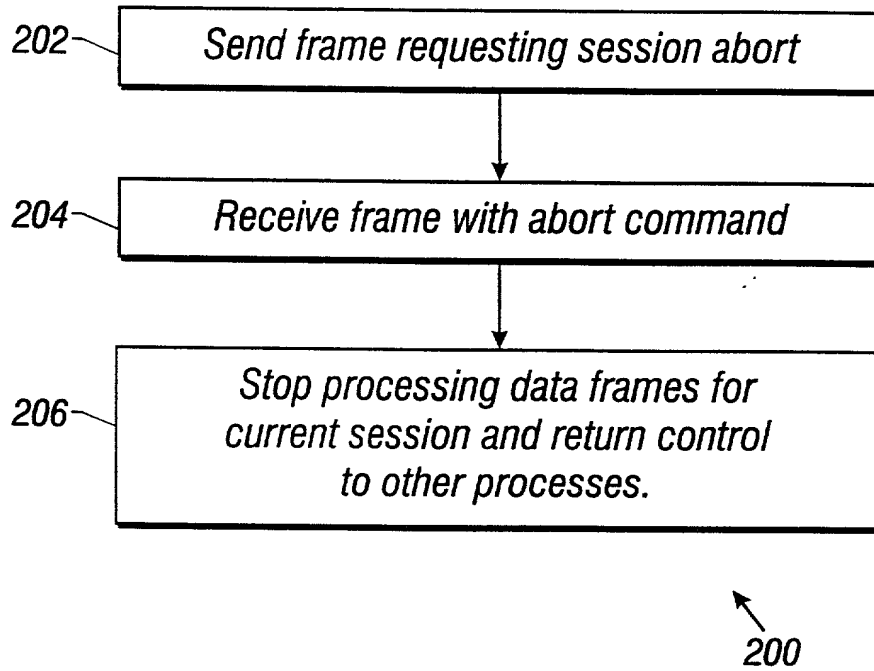 202
Send frame requesting session abort
204
Receive frame with abort command
206
Stop processing data frames for
current session and return control
to other processes.
200